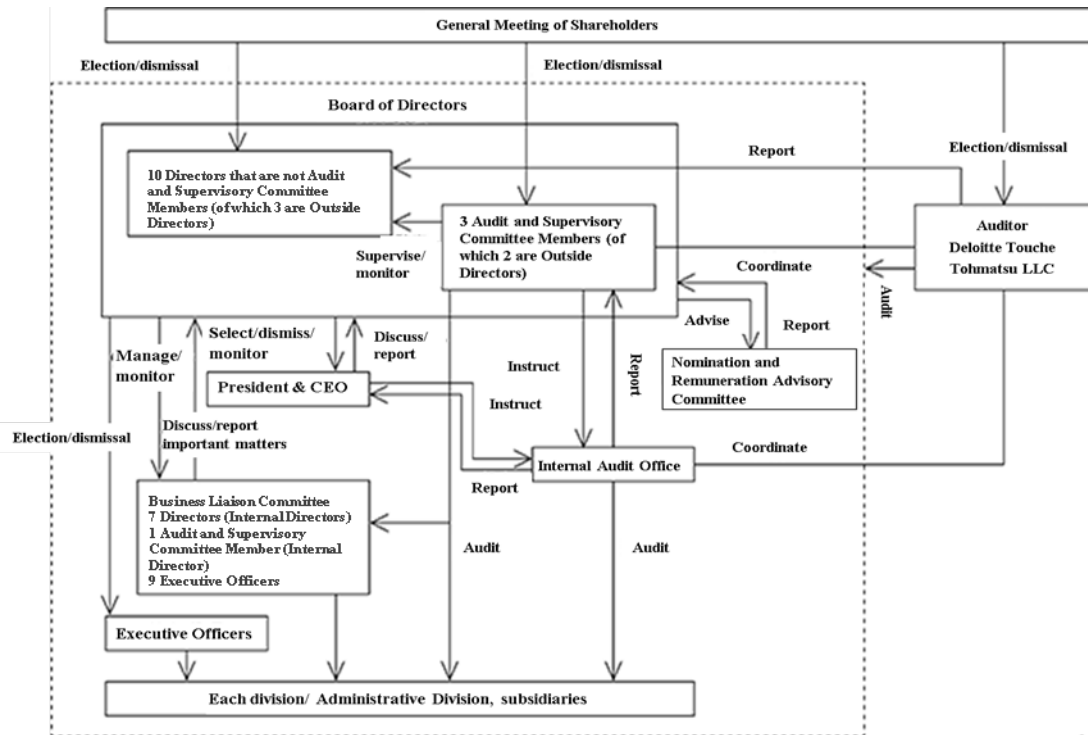 General Meeting of Shareholders
Election/dismissal
Election/dismissal
Board of Directors
Election/dismissal
Report
10 Directors that are not Audit
and Supervisory Committee
Members (of which 3 are Outside
Directors)
3 Audit and Supervisory
Committee Members (of
which 2 are Outside
Directors)
Auditor
Deloitte Touche
Tohmatsu LLC
Supervise/
monitor
Coordinate
Audit
Advise
Report
Select/dismiss/
monitor
Discuss/
report
Manage/
monitor
Nomination and
Remuneration Advisory
Committee
Instruct
Report
President & CEO
Instruct
Discuss/report
important matters
Election/dismissal
Coordinate
Internal Audit Office
Report
Business Liaison Committee
7 Directors (Internal Directors)
1 Audit and Supervisory
Committee Member (Internal
Director)
9 Executive Officers
Audit
Audit
Executive Officers
Each division/ Administrative Division, subsidiaries